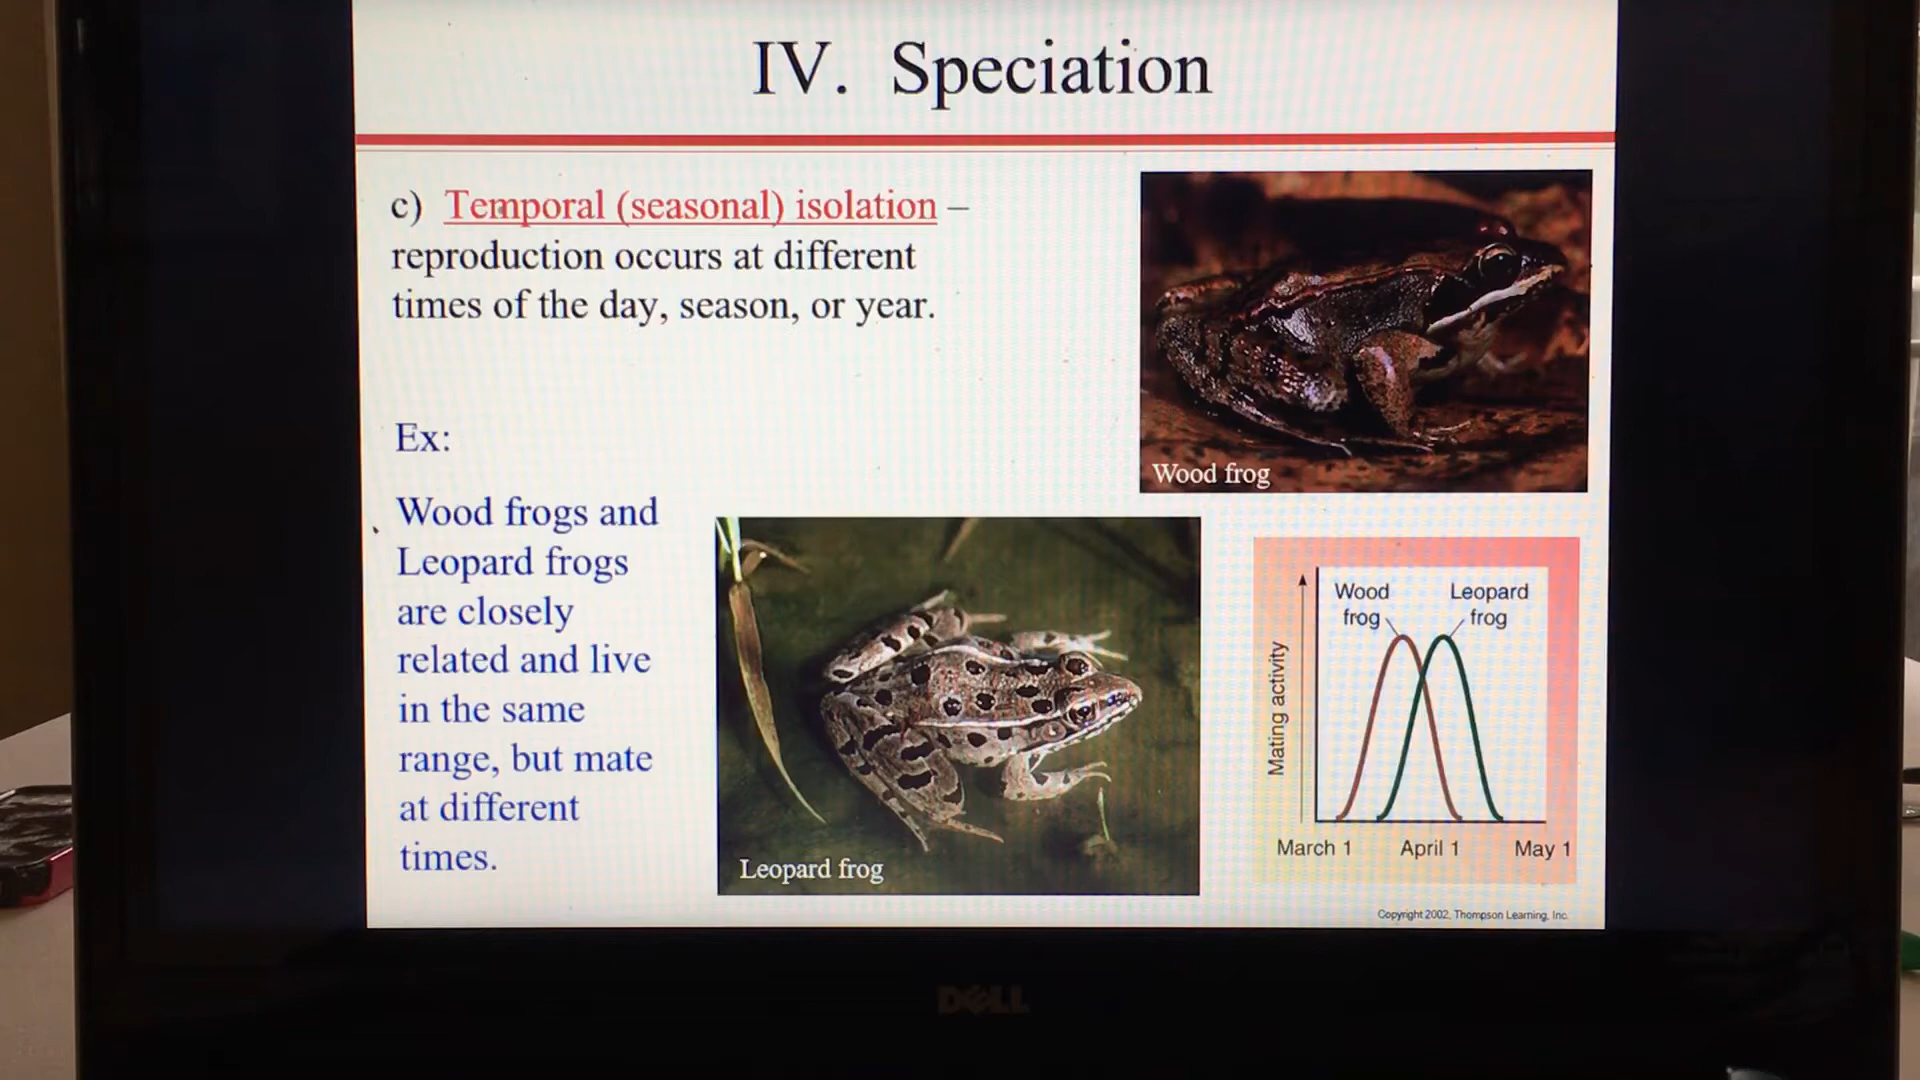 IV. Speciation
c) Temporal (seasonal) isolation –
reproduction occurs at different
times of the day, season, or year.
Ex:
Wood frogs and
Leopard frogs
are closely
related and live
in the same
range, but mate
at different
times.
Wood frog
Leopard frog
Wood
frog
Leopard
frog
Mating activity
March 1 April 1 May 1
Copyright 2002, Thompson Learning, Inc.
DELL